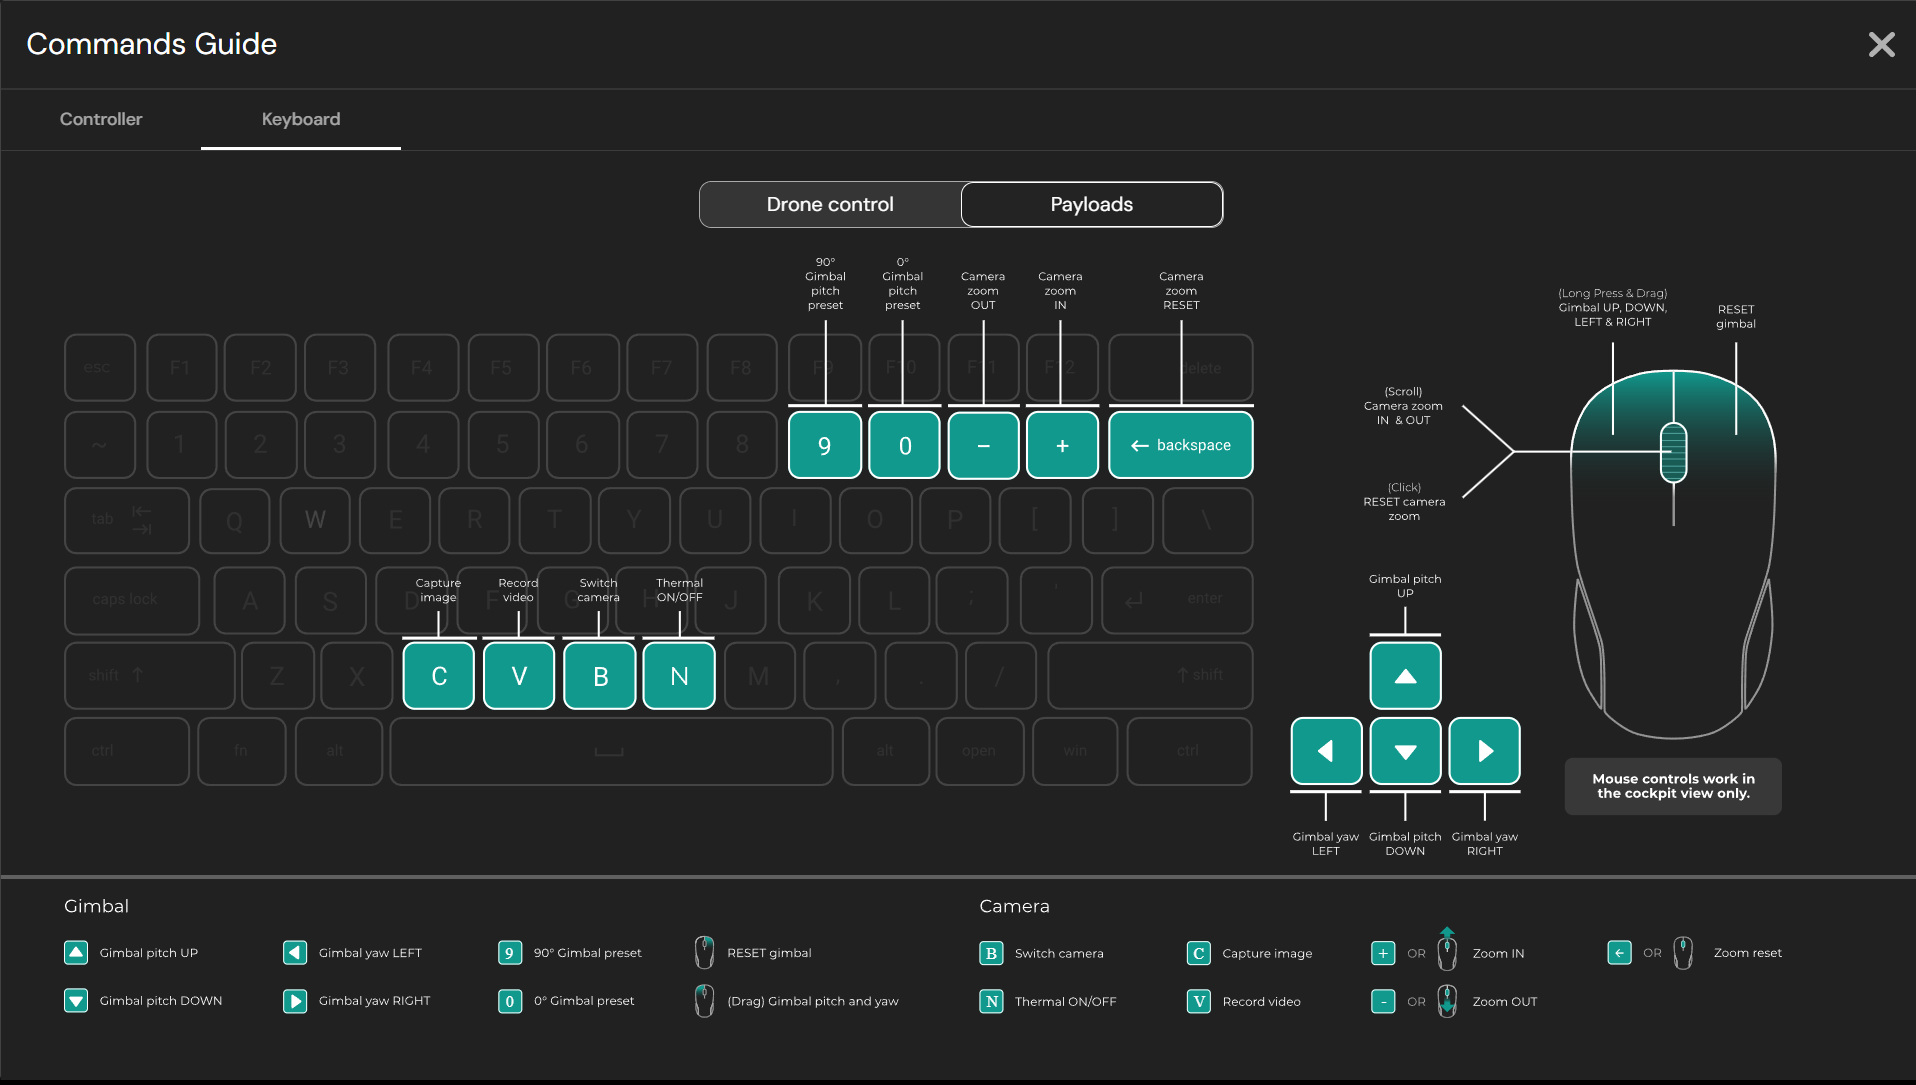 Commands Guide
Controller
Keyboard
Drone control
Payloads
90°
Gimbal
pitch
preset
0°
Gimbal
pitch
preset
Camera
zoom
OUT
Camera
zoom
IN
Camera
zoom
RESET
(Long Press & Drag)
Gimbal UP, DOWN,
LEFT & RIGHT
RESET
gimbal
esc F1 F2 F3 F4 F5 F6 F7 F8 F9 F10 F11 F12 delete
~ 1 2 3 4 5 6 7 8 9 0 − + ← backspace
(Scroll)
Camera zoom
IN & OUT
(Click)
RESET camera
zoom
tab Q W E R T Y U I O P [ ] \
Capture
image
Record
video
Switch
camera
Thermal
ON/OFF
caps lock A S D F G H J K L ; ' enter
Gimbal pitch
UP
shift ↑ Z X C V B N M , . / ↑ shift
ctrl fn alt alt open win ctrl
Gimbal yaw
LEFT
Gimbal pitch
DOWN
Gimbal yaw
RIGHT
Mouse controls work in
the cockpit view only.
Gimbal
Gimbal pitch UP
Gimbal yaw LEFT
9 90° Gimbal preset
RESET gimbal
Gimbal pitch DOWN
Gimbal yaw RIGHT
0 0° Gimbal preset
(Drag) Gimbal pitch and yaw
Camera
B Switch camera
C Capture image
+ OR Zoom IN
← OR Zoom reset
N Thermal ON/OFF
V Record video
- OR Zoom OUT